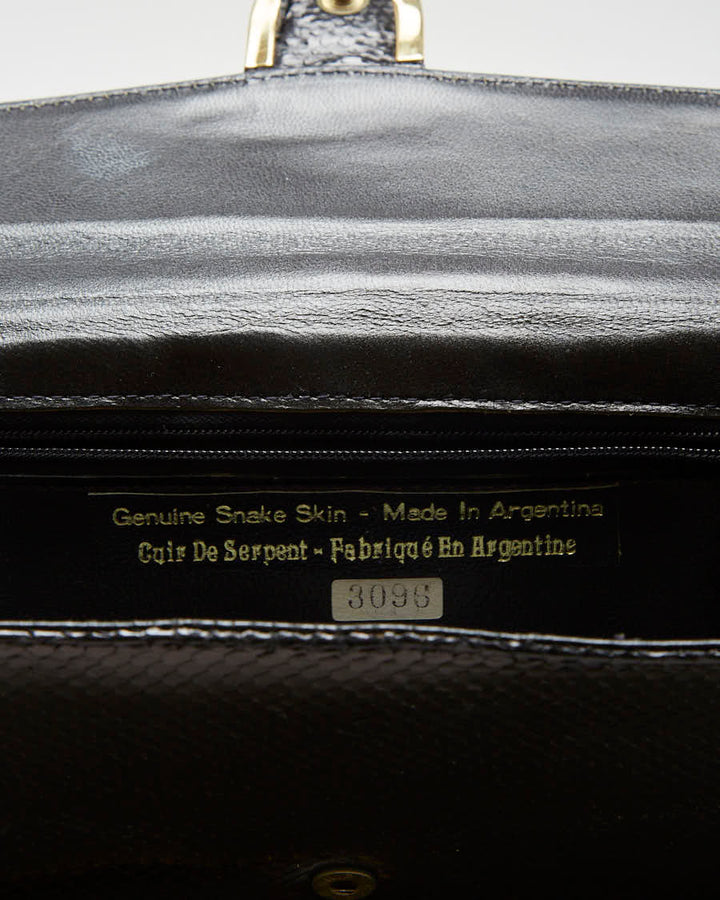 Genuine Snake Skin - Made In Argentina
Cuir De Serpent - Fabriqué En Argentine
3096